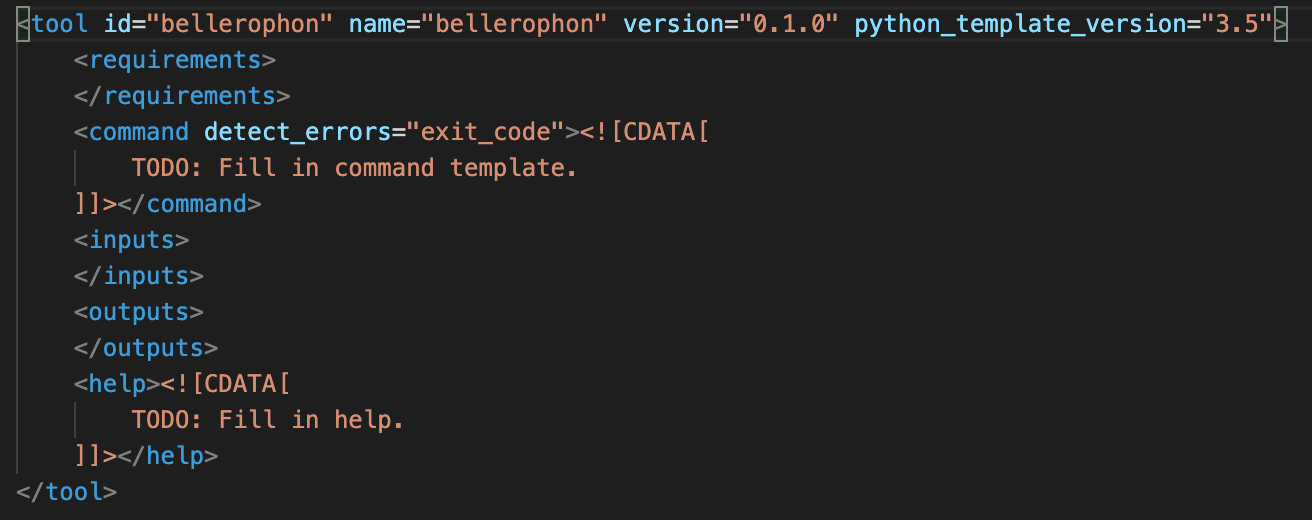 <tool id="bellerophon" name="bellerophon" version="0.1.0" python_template_version="3.5">
    <requirements>
    </requirements>
    <command detect_errors="exit_code"><![CDATA[
        TODO: Fill in command template.
    ]]></command>
    <inputs>
    </inputs>
    <outputs>
    </outputs>
    <help><![CDATA[
        TODO: Fill in help.
    ]]></help>
</tool>